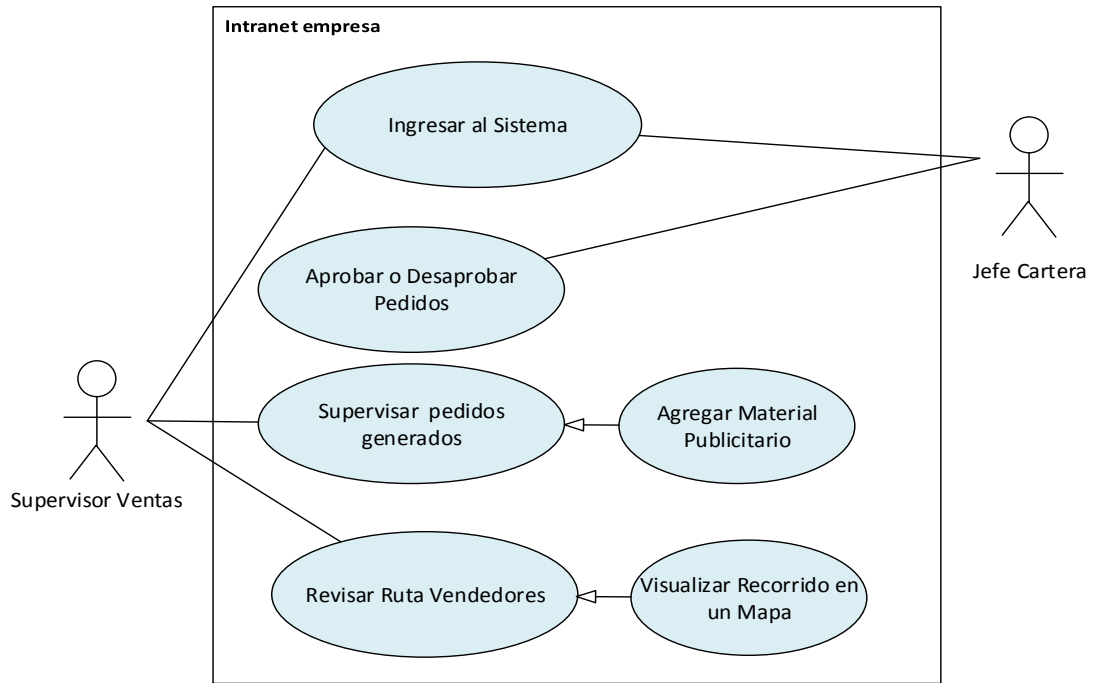 Intranet empresa
Ingresar al Sistema
Jefe Cartera
Aprobar o Desaprobar
Pedidos
Supervisar pedidos
generados
Agregar Material
Publicitario
Supervisor Ventas
Revisar Ruta Vendedores
Visualizar Recorrido en
un Mapa